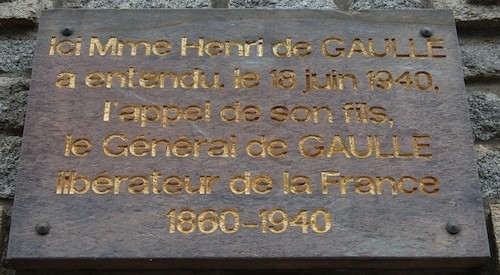 Ici Mme Henri de GAULLE
a entendu, le 18 juin 1940,
l'appel de son fils,
le Général de GAULLE
libérateur de la France
1860-1940